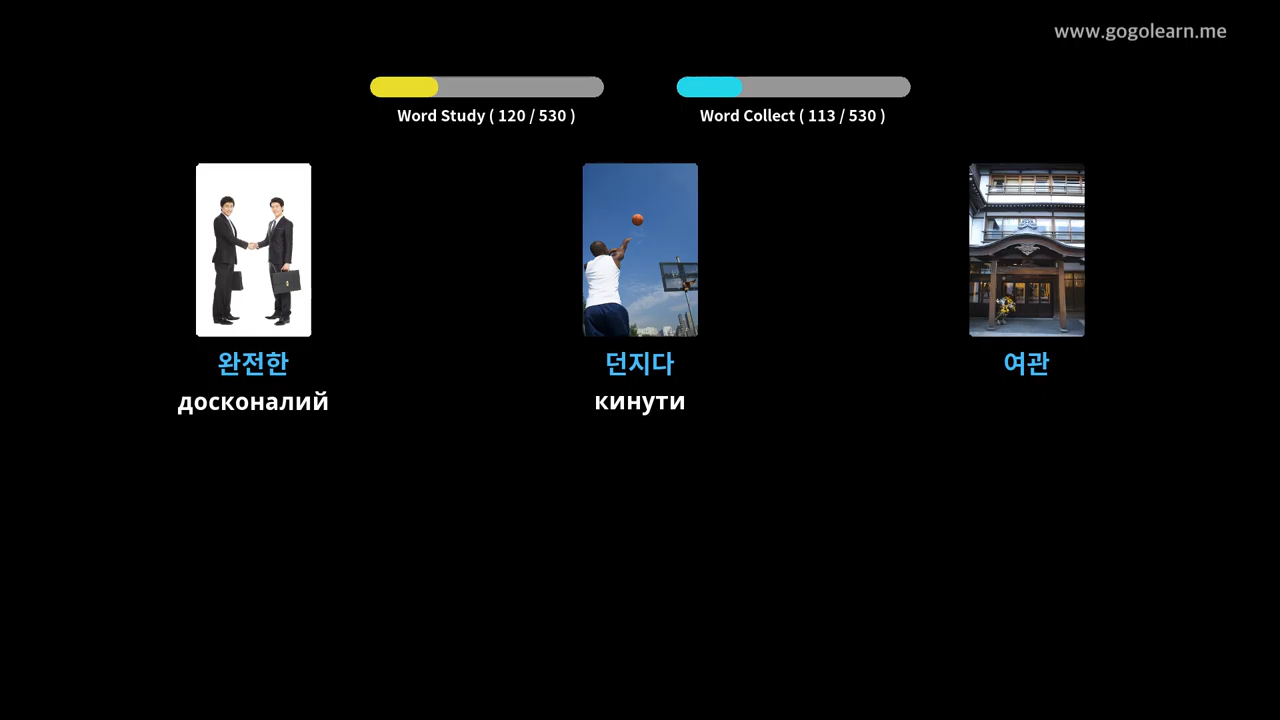 www.gogolearn.me
Word Study ( 120 / 530 )
Word Collect ( 113 / 530 )
완전한
досконалий
던지다
кинути
여관